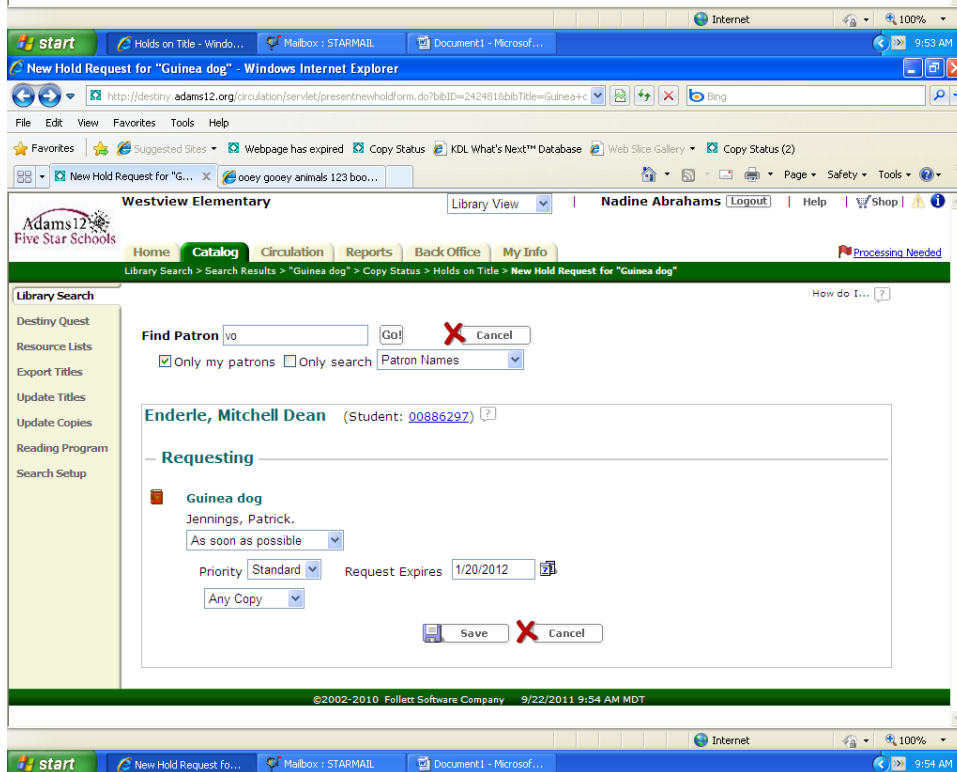 Internet 100%
start Holds on Title - Windo... Mailbox : STARMAIL Document1 - Microsof... 9:53 AM
New Hold Request for "Guinea dog" - Windows Internet Explorer
http://destiny.adams12.org/circulation/servlet/presentnewholdform.do?bibID=242481&bibTitle=Guinea+c Bing
File Edit View Favorites Tools Help
Favorites Suggested Sites Webpage has expired Copy Status KDL What's Next™ Database Web Slice Gallery Copy Status (2)
New Hold Request for "G... X ooey gooey animals 123 boo... Page Safety Tools
Westview Elementary Library View | Nadine Abrahams Logout | Help | Shop |
Adams12
Five Star Schools
Home Catalog Circulation Reports Back Office My Info Processing Needed
Library Search > Search Results > "Guinea dog" > Copy Status > Holds on Title > New Hold Request for "Guinea dog"
Library Search
How do I... ?
Destiny Quest
Resource Lists
Export Titles
Update Titles
Update Copies
Reading Program
Search Setup
Find Patron vo Go! Cancel
Only my patrons Only search Patron Names
Enderle, Mitchell Dean (Student: 00886297) ?
Requesting
Guinea dog
Jennings, Patrick.
As soon as possible
Priority Standard Request Expires 1/20/2012
Any Copy
Save Cancel
©2002-2010 Follett Software Company 9/22/2011 9:54 AM MDT
Internet 100%
start New Hold Request fo... Mailbox : STARMAIL Document1 - Microsof... 9:54 AM